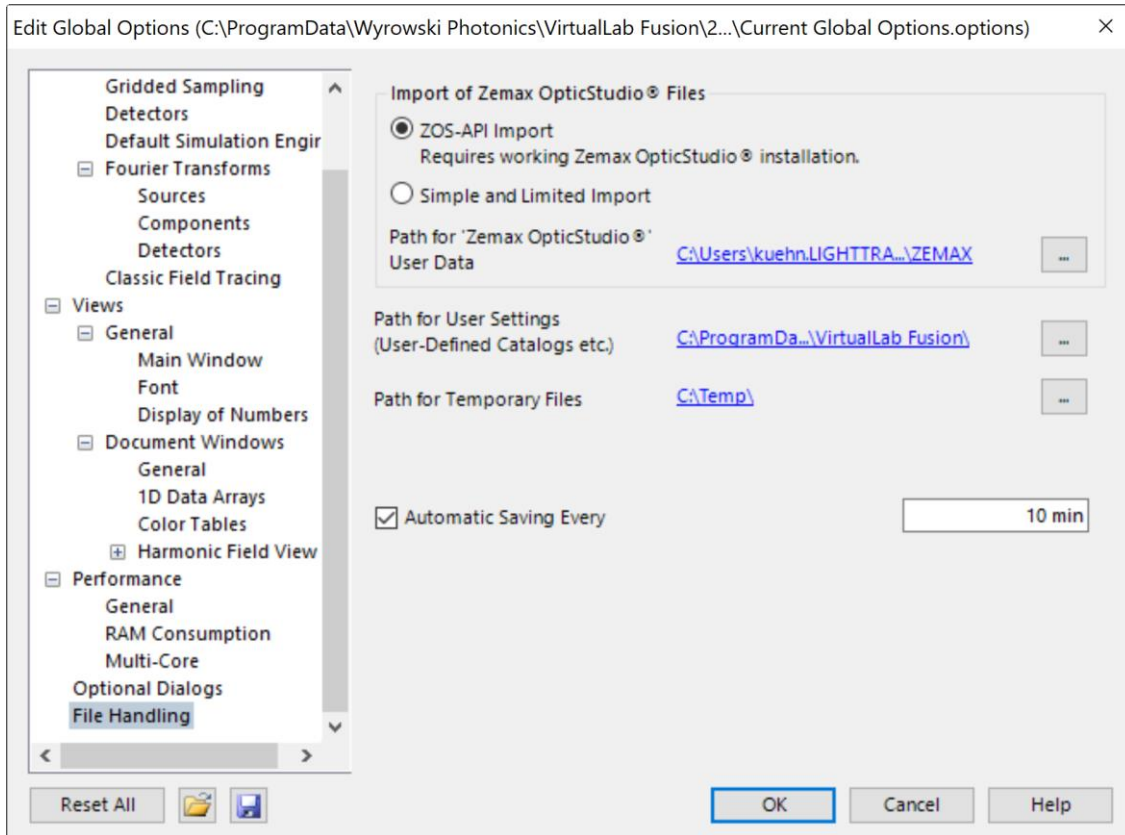 Edit Global Options (C:\ProgramData\Wyrowski Photonics\VirtualLab Fusion\2...\Current Global Options.options)
Gridded Sampling
Detectors
Default Simulation Engir
Fourier Transforms
Sources
Components
Detectors
Classic Field Tracing
Views
General
Main Window
Font
Display of Numbers
Document Windows
General
1D Data Arrays
Color Tables
Harmonic Field View
Performance
General
RAM Consumption
Multi-Core
Optional Dialogs
File Handling
Import of Zemax OpticStudio® Files
ZOS-API Import
Requires working Zemax OpticStudio® installation.
Simple and Limited Import
Path for 'Zemax OpticStudio®'
User Data
C:\Users\kuehn.LIGHTTRA...\ZEMAX
...
Path for User Settings
(User-Defined Catalogs etc.)
C:\ProgramDa...\VirtualLab Fusion\
...
Path for Temporary Files
C:\Temp\
...
Automatic Saving Every
10 min
Reset All
OK
Cancel
Help